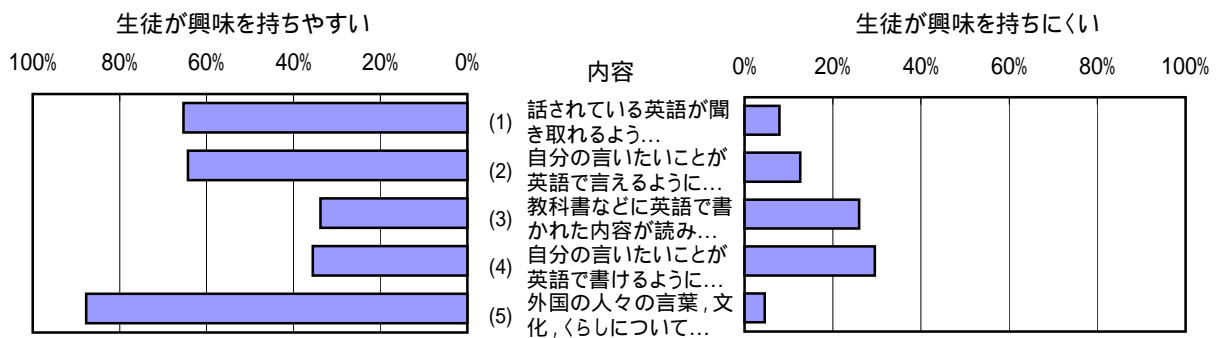 生徒が興味を持ちやすい
生徒が興味を持ちにくい
100% 80% 60% 40% 20% 0%
内容
0% 20% 40% 60% 80% 100%
(1) 話されている英語が聞
き取れるよう…
(2) 自分の言いたいことが
英語で言えるように…
(3) 教科書などに英語で書
かれた内容が読み…
(4) 自分の言いたいことが
英語で書けるように…
(5) 外国の人々の言葉，文
化，くらしについて…